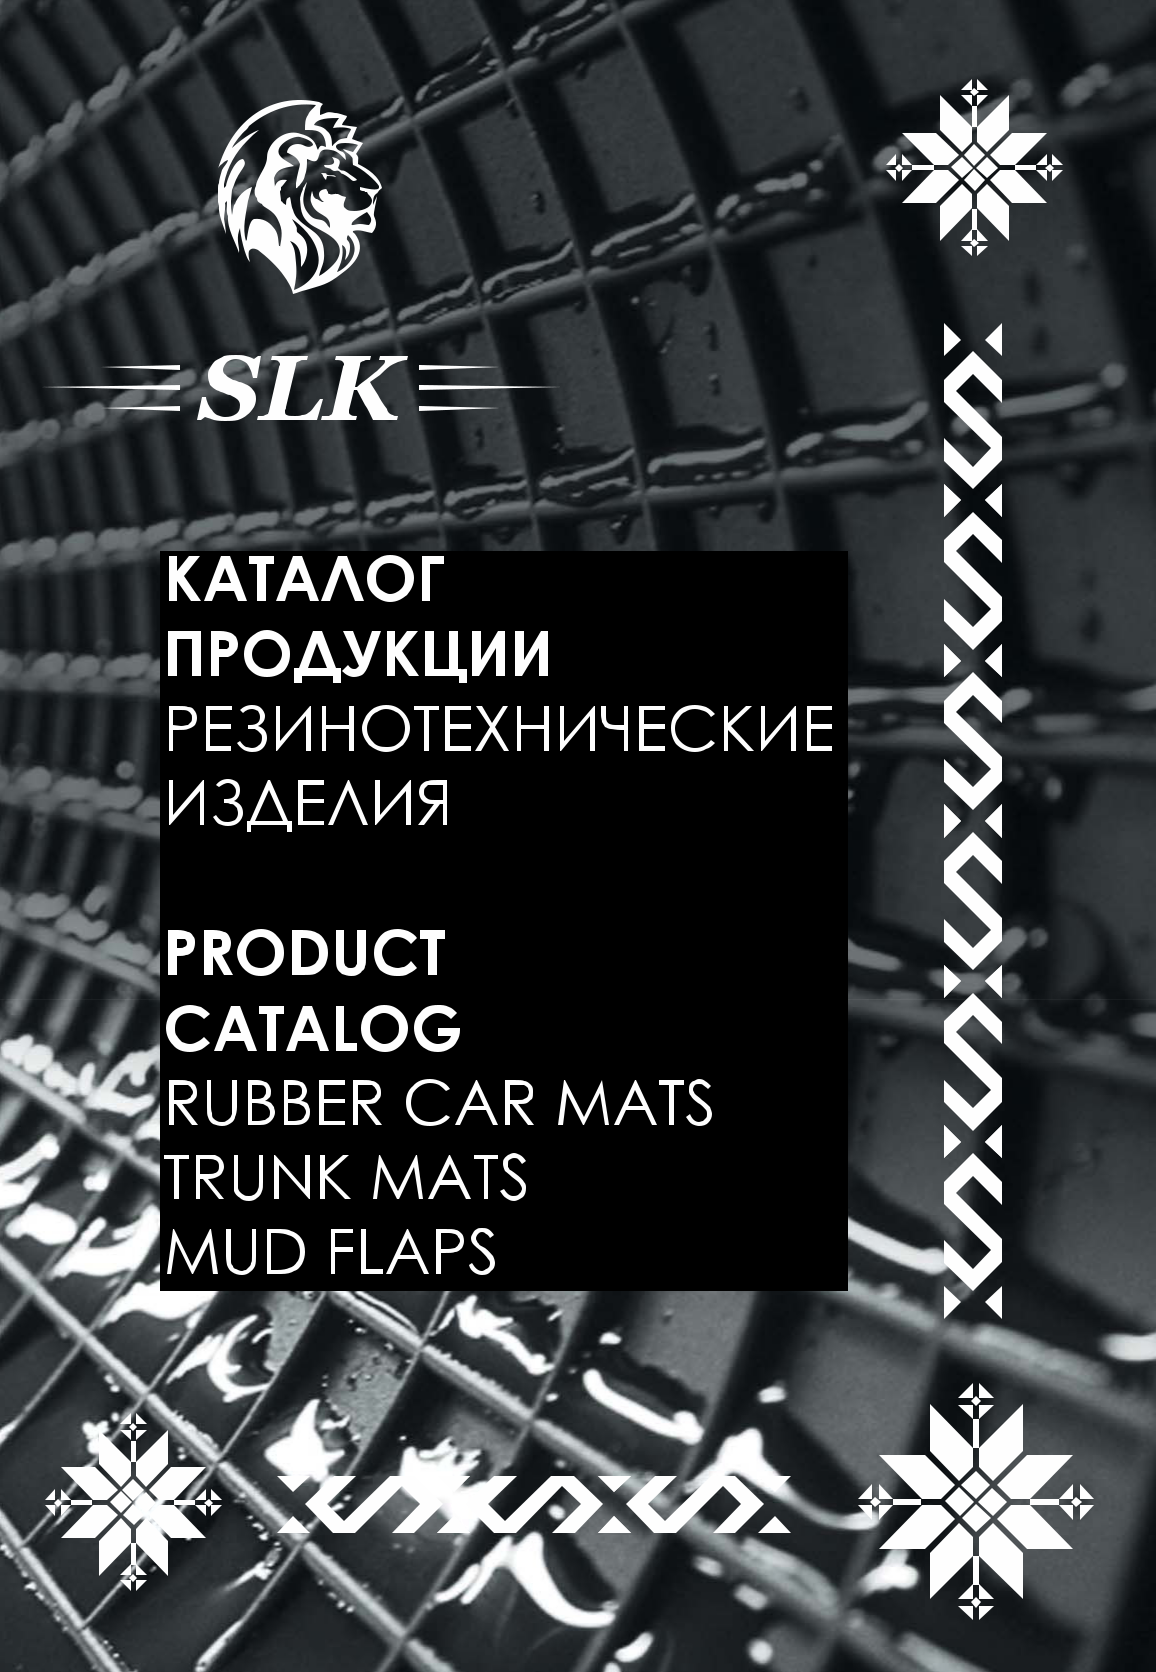 SLK
КАТАЛОГ
ПРОДУКЦИИ
РЕЗИНОТЕХНИЧЕСКИЕ
ИЗДЕЛИЯ
PRODUCT
CATALOG
RUBBER CAR MATS
TRUNK MATS
MUD FLAPS